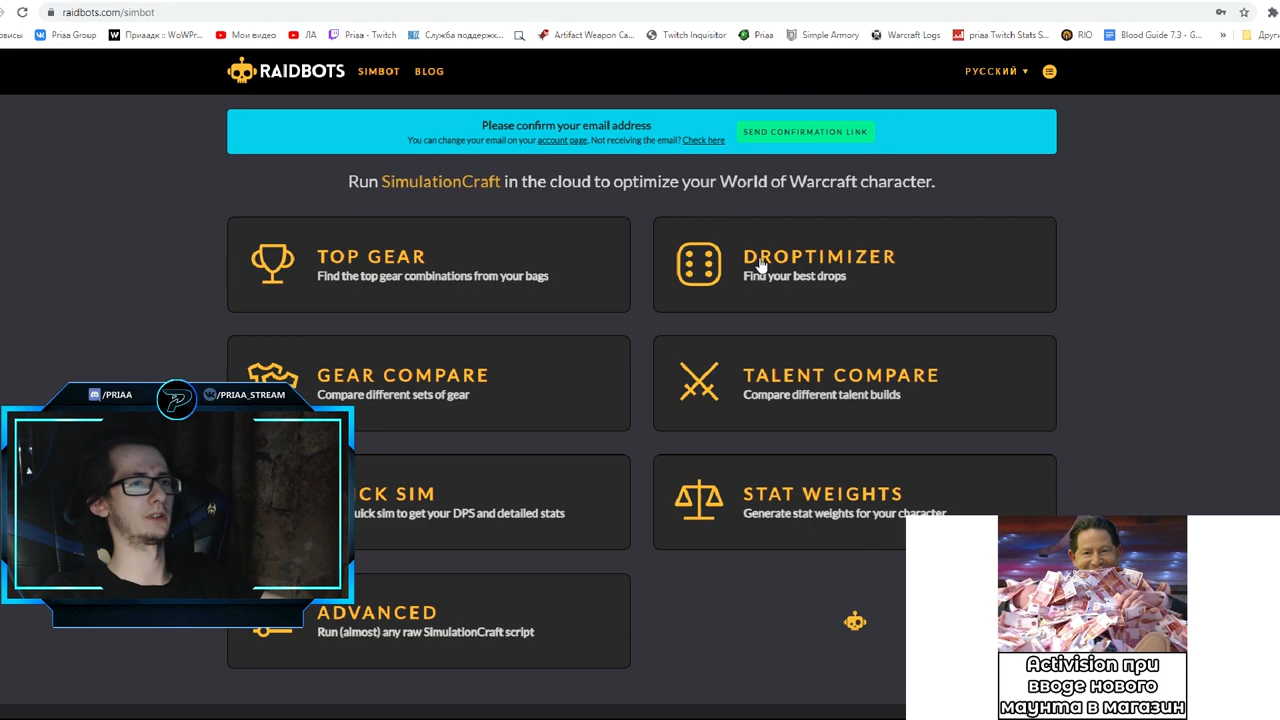 raidbots.com/simbot
Priaa Group
Приаадк :: WoWPr...
Мои видео
ЛА
Priaa - Twitch
Служба поддержк...
Artifact Weapon Ca...
Twitch Inquisitor
Priaa
Simple Armory
Warcraft Logs
priaa Twitch Stats S...
RIO
Blood Guide 7.3 - G...
»
RAIDBOTS
SIMBOT
BLOG
РУССКИЙ ▼
Please confirm your email address
You can change your email on your account page. Not receiving the email? Check here
SEND CONFIRMATION LINK
Run SimulationCraft in the cloud to optimize your World of Warcraft character.
TOP GEAR
Find the top gear combinations from your bags
DROPTIMIZER
Find your best drops
GEAR COMPARE
Compare different sets of gear
TALENT COMPARE
Compare different talent builds
/PRIAA
/PRIAA_STREAM
CK SIM
uick sim to get your DPS and detailed stats
STAT WEIGHTS
Generate stat weights for your character
ADVANCED
Run (almost) any raw SimulationCraft script
Activision при
вводе нового
маунта в магазин